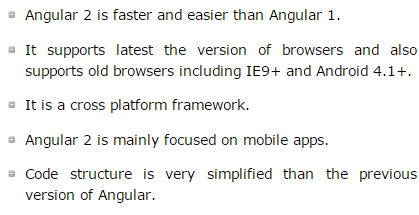 Angular 2 is faster and easier than Angular 1.
It supports latest the version of browsers and also
supports old browsers including IE9+ and Android 4.1+.
It is a cross platform framework.
Angular 2 is mainly focused on mobile apps.
Code structure is very simplified than the previous
version of Angular.